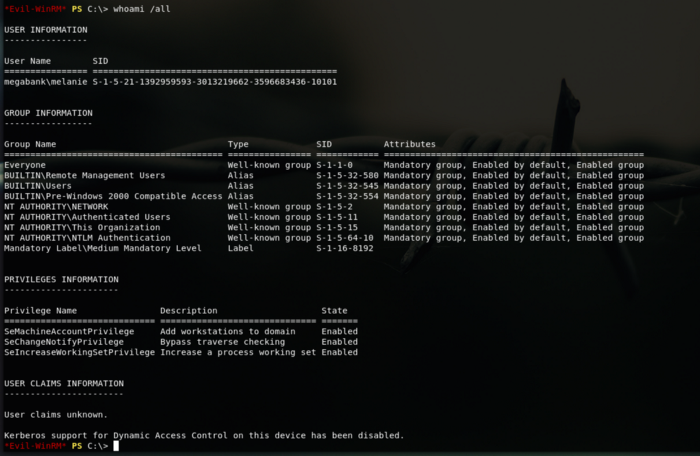 *Evil-WinRM* PS C:\> whoami /all
USER INFORMATION
----------------
User Name        SID
================ ==============================================
megabank\melanie S-1-5-21-1392959593-3013219662-3596683436-10101
GROUP INFORMATION
-----------------
Group Name                                 Type             SID          Attributes
========================================== ================ ============ ==================================================
Everyone                                   Well-known group S-1-1-0      Mandatory group, Enabled by default, Enabled group
BUILTIN\Remote Management Users            Alias            S-1-5-32-580 Mandatory group, Enabled by default, Enabled group
BUILTIN\Users                              Alias            S-1-5-32-545 Mandatory group, Enabled by default, Enabled group
BUILTIN\Pre-Windows 2000 Compatible Access Alias            S-1-5-32-554 Mandatory group, Enabled by default, Enabled group
NT AUTHORITY\NETWORK                       Well-known group S-1-5-2      Mandatory group, Enabled by default, Enabled group
NT AUTHORITY\Authenticated Users           Well-known group S-1-5-11     Mandatory group, Enabled by default, Enabled group
NT AUTHORITY\This Organization             Well-known group S-1-5-15     Mandatory group, Enabled by default, Enabled group
NT AUTHORITY\NTLM Authentication           Well-known group S-1-5-64-10  Mandatory group, Enabled by default, Enabled group
Mandatory Label\Medium Mandatory Level     Label            S-1-16-8192
PRIVILEGES INFORMATION
----------------------
Privilege Name                Description                    State
============================= ============================== =======
SeMachineAccountPrivilege     Add workstations to domain     Enabled
SeChangeNotifyPrivilege       Bypass traverse checking       Enabled
SeIncreaseWorkingSetPrivilege Increase a process working set Enabled
USER CLAIMS INFORMATION
-----------------------
User claims unknown.
Kerberos support for Dynamic Access Control on this device has been disabled.
*Evil-WinRM* PS C:\>